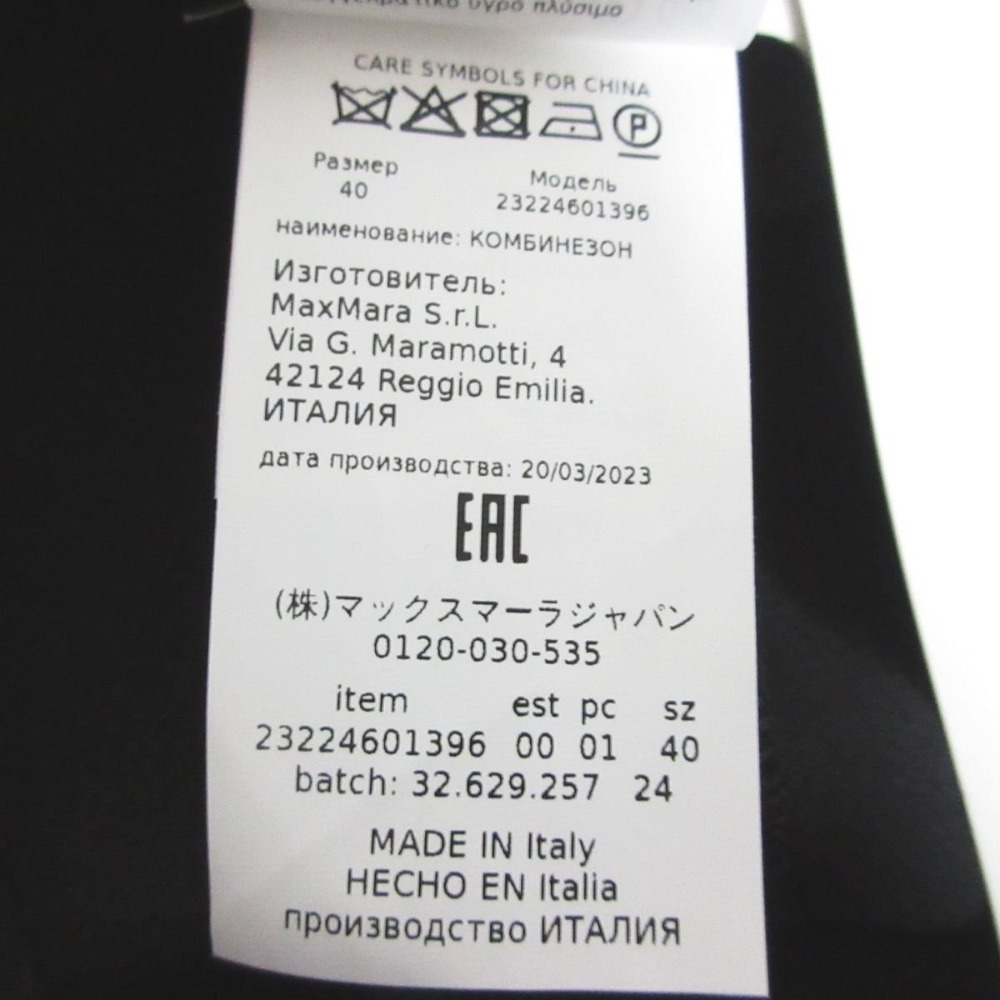 υγρό πλύσιμο
CARE SYMBOLS FOR CHINA
P
Размер
40
Модель
23224601396
наименование: КОМБИНЕЗОН
Изготовитель:
MaxMara S.r.L.
Via G. Maramotti, 4
42124 Reggio Emilia.
ИТАЛИЯ
дата производства: 20/03/2023
EAC
(株)マックスマーラジャパン
0120-030-535
item est pc sz
23224601396 00 01 40
batch: 32.629.257 24
MADE IN Italy
HECHO EN Italia
производство ИТАЛИЯ